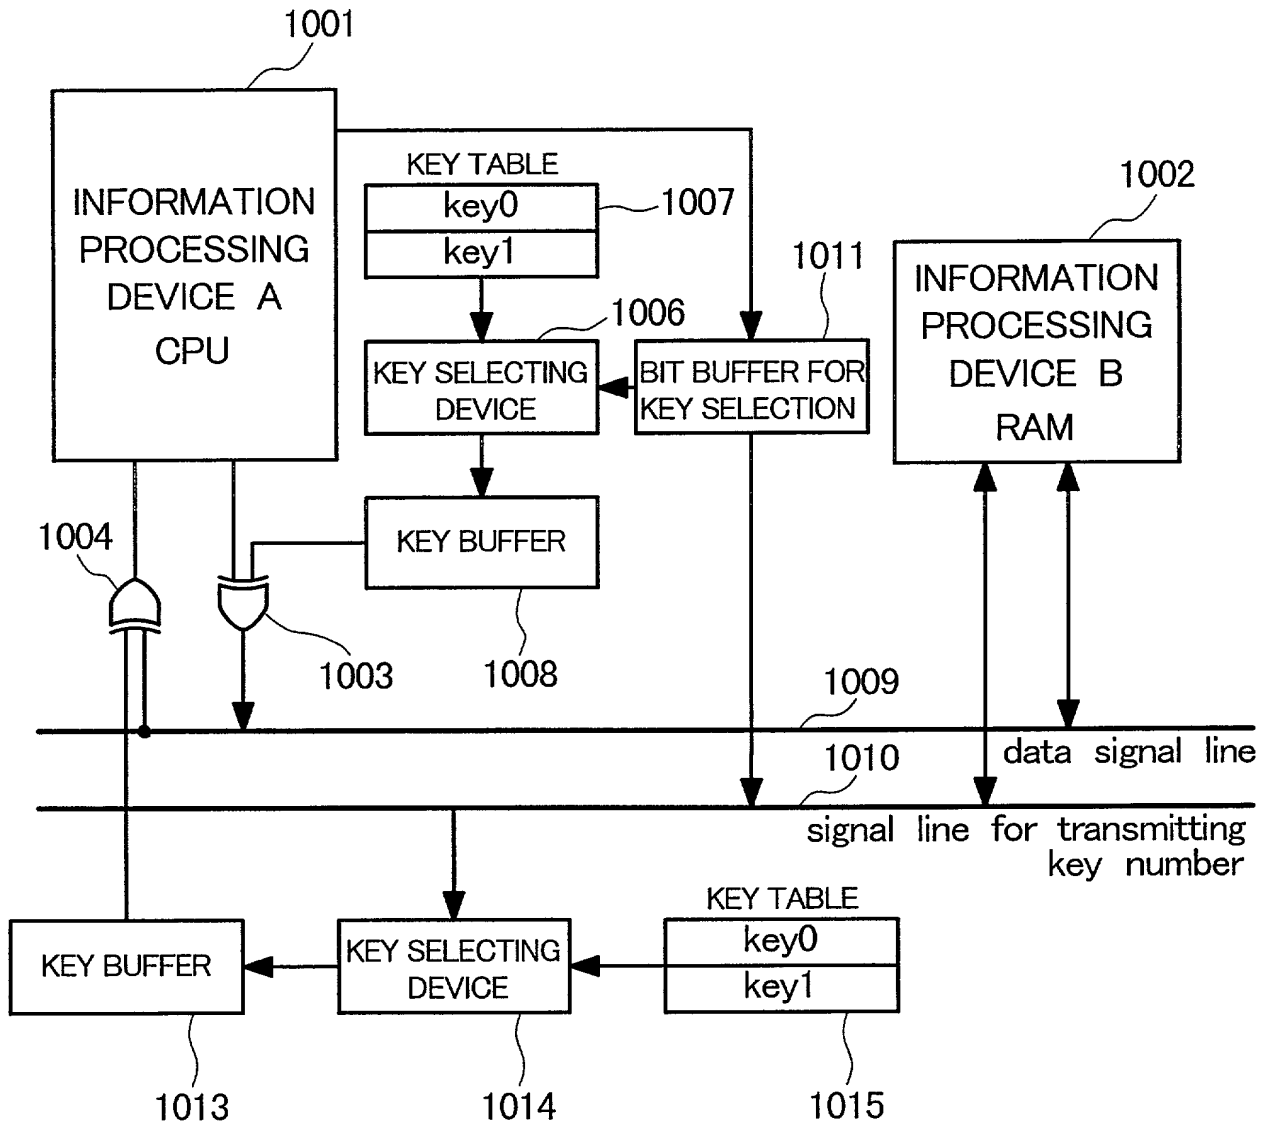 1001
INFORMATION
PROCESSING
DEVICE A
CPU
KEY TABLE
key0
key1
1007
1002
1011
INFORMATION
PROCESSING
DEVICE B
RAM
1006
KEY SELECTING
DEVICE
BIT BUFFER FOR
KEY SELECTION
KEY BUFFER
1004
1003
1008
1009
data signal line
1010
signal line for transmitting
key number
KEY TABLE
key0
key1
KEY SELECTING
DEVICE
KEY BUFFER
1013
1014
1015